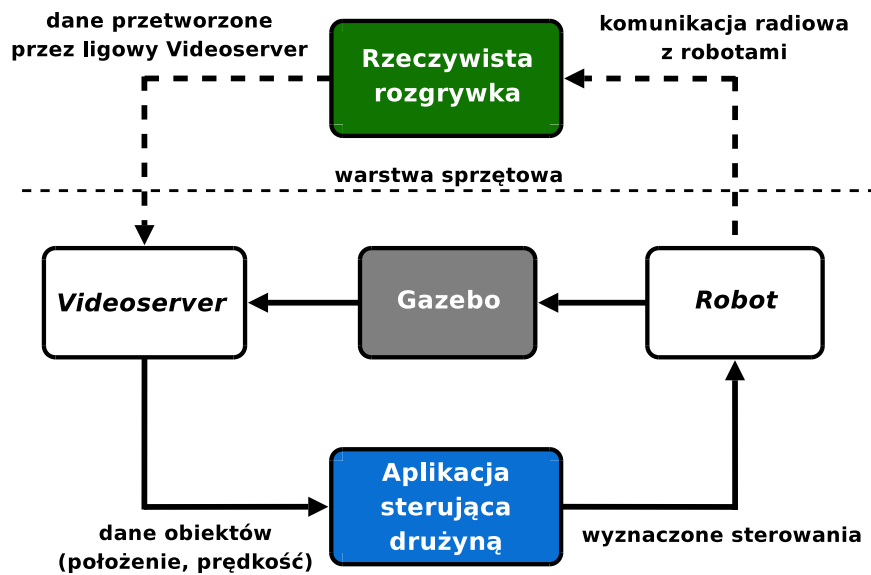 dane przetworzone
przez ligowy Videoserver
Rzeczywista
rozgrywka
komunikacja radiowa
z robotami
warstwa sprzętowa
Videoserver
Gazebo
Robot
Aplikacja
sterująca
drużyną
dane obiektów
(położenie, prędkość)
wyznaczone sterowania